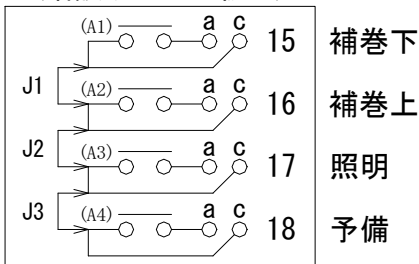 (A1) a c 15 補巻下
J1
(A2) a c 16 補巻上
J2
(A3) a c 17 照明
J3
(A4) a c 18 予備